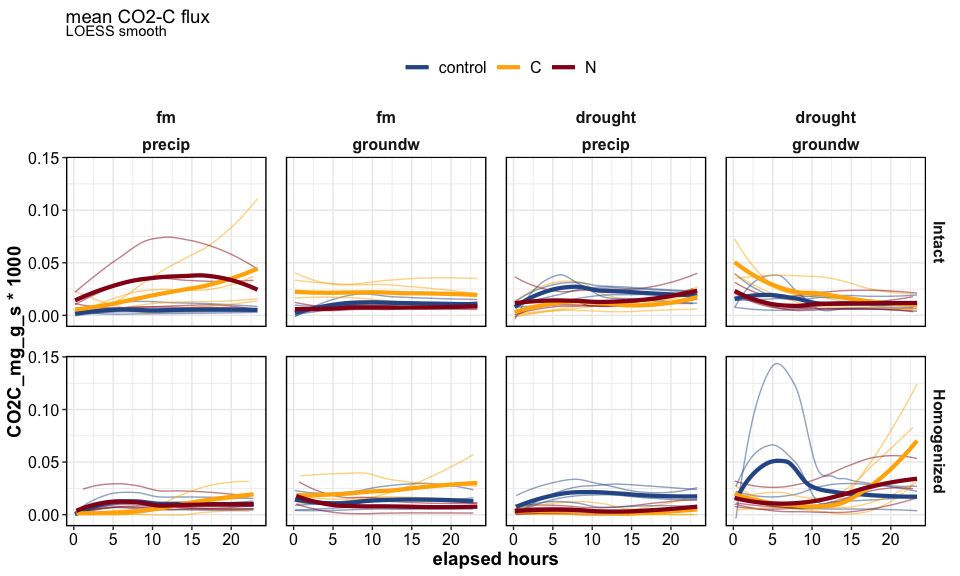 mean CO2-C flux
LOESS smooth
control C N
fm fm drought drought
precip groundw precip groundw
0.15
0.10
0.05
0.00
Intact
0.15
0.10
0.05
0.00
Homogenized
CO2C_mg_g_s * 1000
0 5 10 15 20 0 5 10 15 20 0 5 10 15 20 0 5 10 15 20
elapsed hours